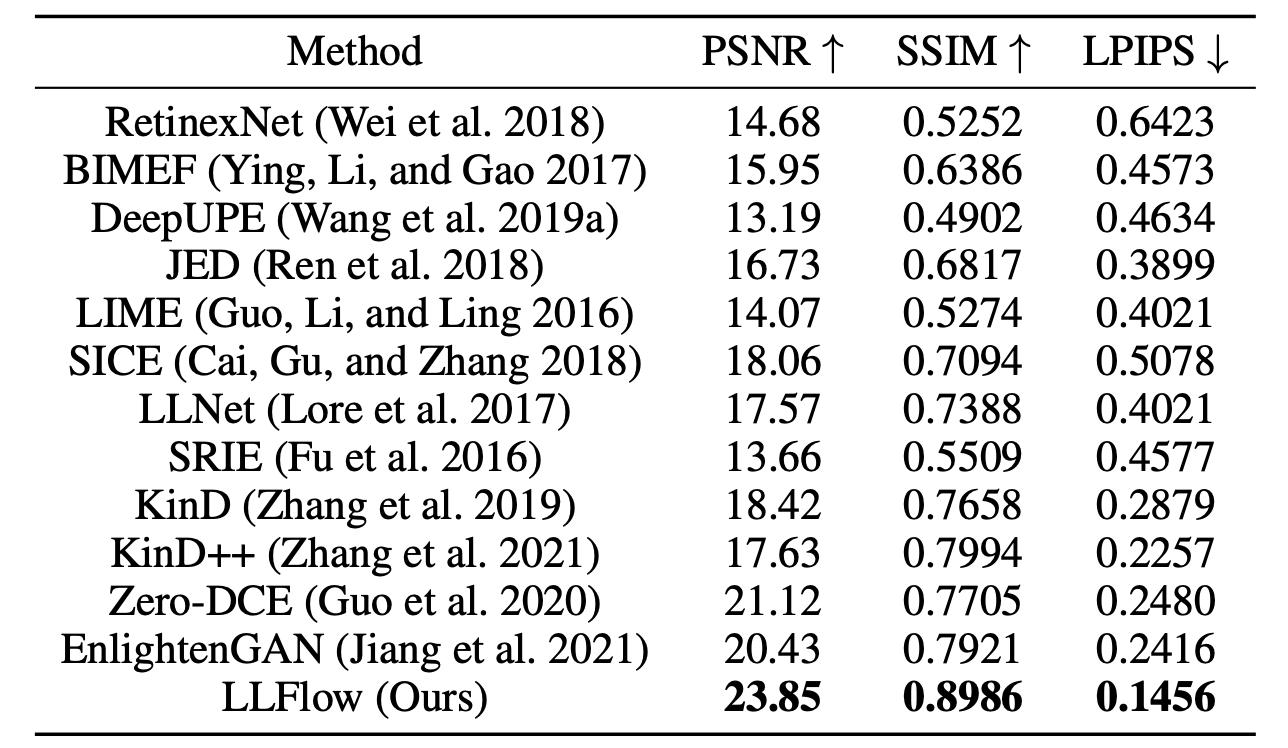 Method PSNR ↑ SSIM ↑ LPIPS ↓
RetinexNet (Wei et al. 2018) 14.68 0.5252 0.6423
BIMEF (Ying, Li, and Gao 2017) 15.95 0.6386 0.4573
DeepUPE (Wang et al. 2019a) 13.19 0.4902 0.4634
JED (Ren et al. 2018) 16.73 0.6817 0.3899
LIME (Guo, Li, and Ling 2016) 14.07 0.5274 0.4021
SICE (Cai, Gu, and Zhang 2018) 18.06 0.7094 0.5078
LLNet (Lore et al. 2017) 17.57 0.7388 0.4021
SRIE (Fu et al. 2016) 13.66 0.5509 0.4577
KinD (Zhang et al. 2019) 18.42 0.7658 0.2879
KinD++ (Zhang et al. 2021) 17.63 0.7994 0.2257
Zero-DCE (Guo et al. 2020) 21.12 0.7705 0.2480
EnlightenGAN (Jiang et al. 2021) 20.43 0.7921 0.2416
LLFlow (Ours) 23.85 0.8986 0.1456